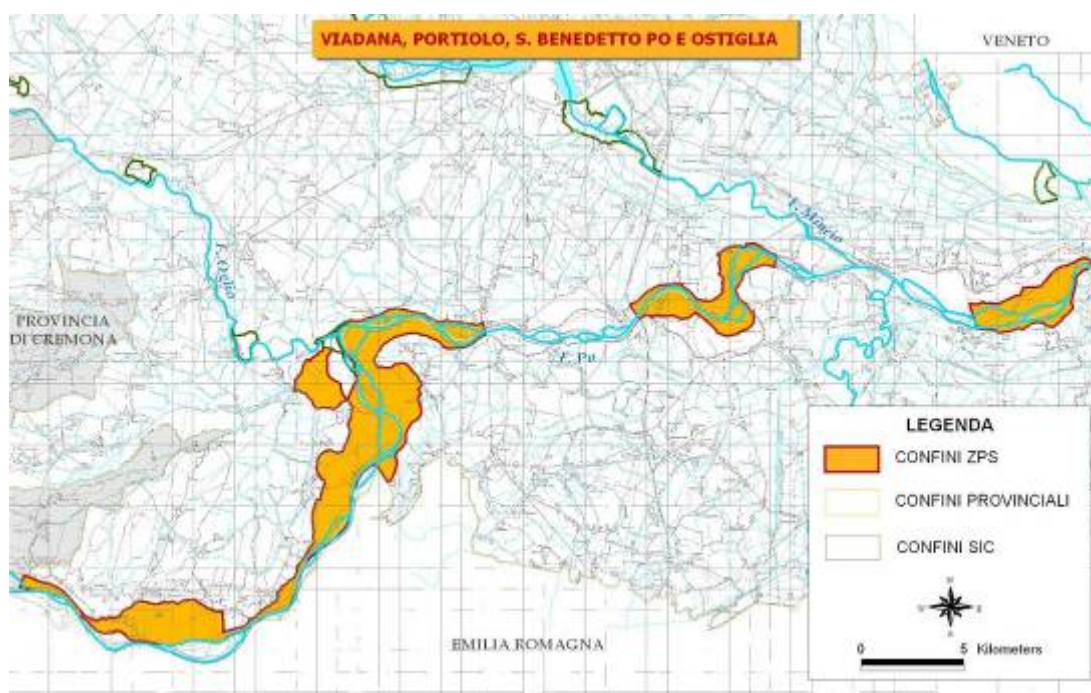 VIADANA, PORTIOLO, S. BENEDETTO PO E OSTIGLIA
VENETO
F. Mincio
F. Oglio
PROVINCIA
DI CREMONA
F. Po
LEGENDA
CONFINI ZPS
CONFINI PROVINCIALI
CONFINI SIC
N
W
E
S
EMILIA ROMAGNA
0
5
Kilometers